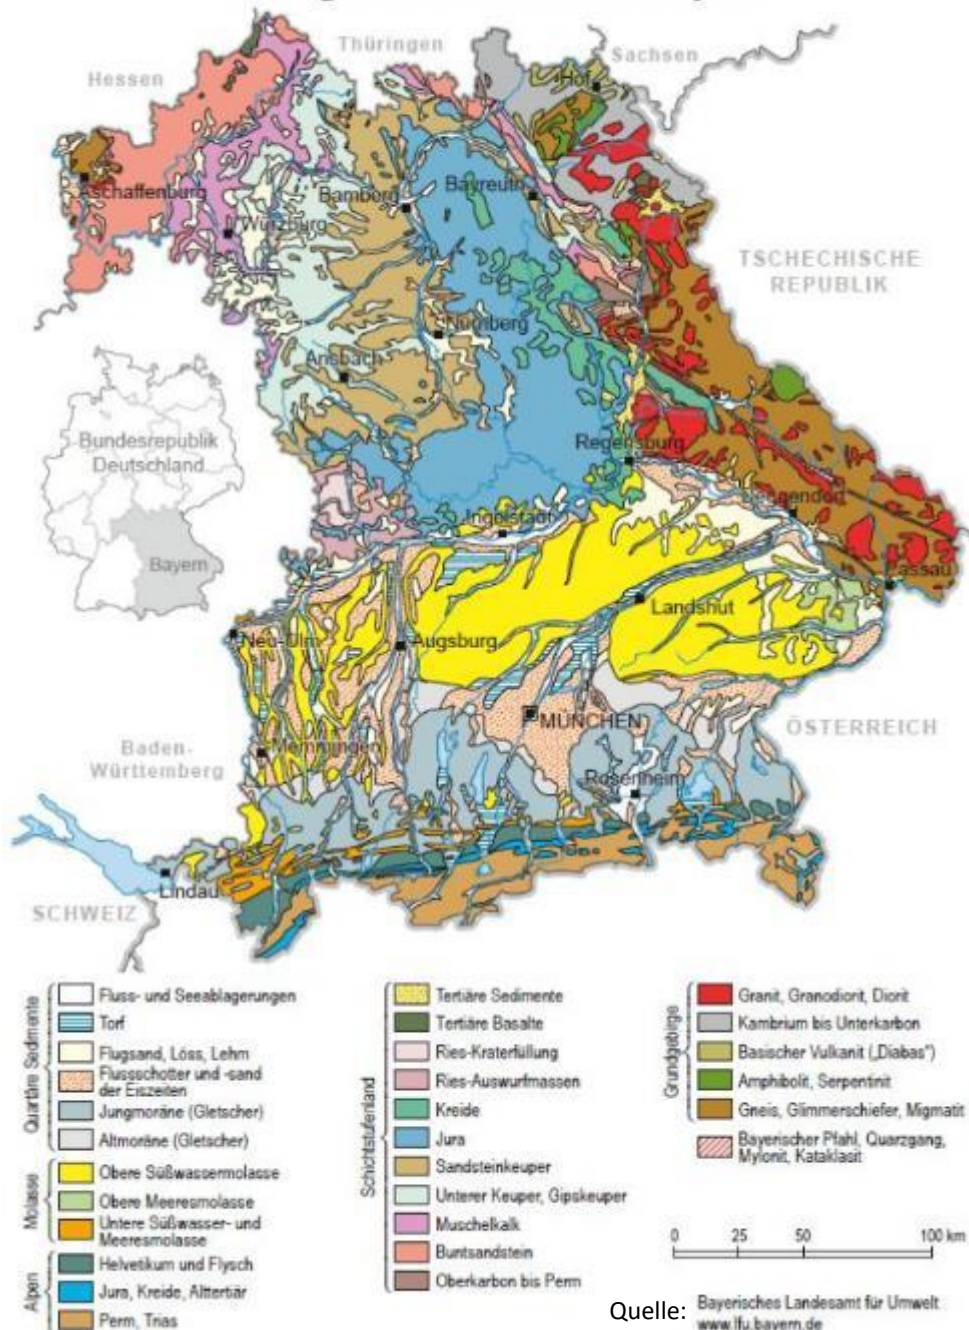 Thüringen
Sachsen
Hessen
Hof
Aschaffenburg
Bamberg
Bayreuth
Würzburg
TSCHECHISCHE
REPUBLIK
Nürnberg
Ansbach
Bundesrepublik
Deutschland
Regensburg
Deggendorf
Ingolstadt
Bayern
Passau
Landshut
Neu-Ulm
Augsburg
MÜNCHEN
ÖSTERREICH
Baden-
Württemberg
Memmingen
Rosenheim
Lindau
SCHWEIZ
Quartäre Sedimente
Fluss- und Seeablagerungen
Torf
Flugsand, Löss, Lehm
Flussschotter und -sand
der Eiszeiten
Jungmoräne (Gletscher)
Altmoräne (Gletscher)
Molasse
Obere Süßwassermolasse
Obere Meeresmolasse
Untere Süßwasser- und
Meeresmolasse
Alpen
Helvetikum und Flysch
Jura, Kreide, Alttertiär
Perm, Trias
Schichtstufenland
Tertiäre Sedimente
Tertiäre Basalte
Ries-Kraterfüllung
Ries-Auswurfmassen
Kreide
Jura
Sandsteinkeuper
Unterer Keuper, Gipskeuper
Muschelkalk
Buntsandstein
Oberkarbon bis Perm
Grundgebirge
Granit, Granodiorit, Diorit
Kambrium bis Unterkarbon
Basischer Vulkanit („Diabas")
Amphibolit, Serpentinit
Gneis, Glimmerschiefer, Migmatit
Bayerischer Pfahl, Quarzgang,
Mylonit, Kataklasit
0 25 50 100 km
Quelle: Bayerisches Landesamt für Umwelt
www.lfu.bayern.de